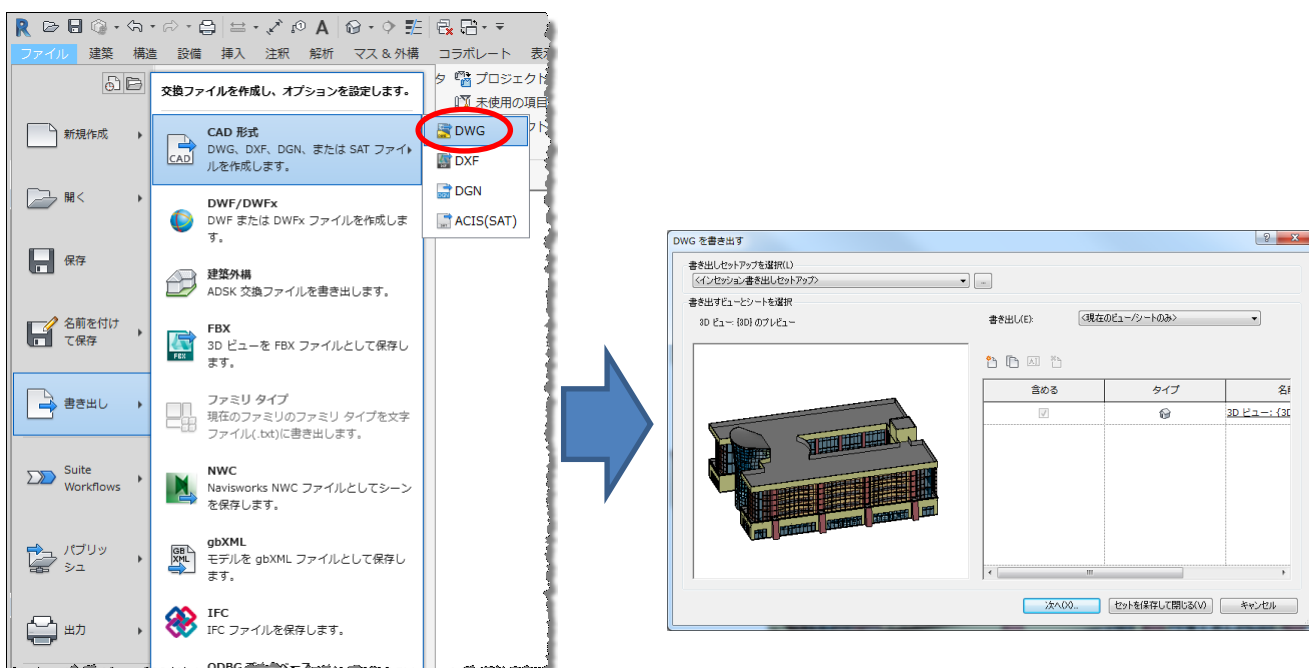 ファイル 建築 構造 設備 挿入 注釈 解析 マス & 外構 コラボレート
交換ファイルを作成し、オプションを設定します。
プロジェクト
未使用の項目
新規作成
開く
保存
名前を付け
て保存
書き出し
Suite
Workflows
パブリッ
シュ
出力
CAD
CAD 形式
DWG、DXF、DGN、または SAT ファイ
ルを作成します。
DWF/DWFx
DWF または DWFx ファイルを作成しま
す。
建築外構
ADSK 交換ファイルを書き出します。
FBX
FBX
3D ビューを FBX ファイルとして保存し
ます。
ファミリ タイプ
現在のファミリのファミリ タイプを文字
ファイル(.txt)に書き出します。
NWC
Navisworks NWC ファイルとしてシーン
を保存します。
GB
XML
gbXML
モデルを gbXML ファイルとして保存し
ます。
IFC
IFC ファイルを保存します。
DWG
DXF
DGN
ACIS(SAT)
DWG を書き出す
書き出しセットアップを選択(L)
<インセッション書き出しセットアップ>
書き出すビューとシートを選択
3D ビュー: {3D} のプレビュー
書き出し(E):
<現在のビュー/シートのみ>
含める タイプ
3D ビュー: {3D
次へ(X)... セットを保存して閉じる(V) キャンセル